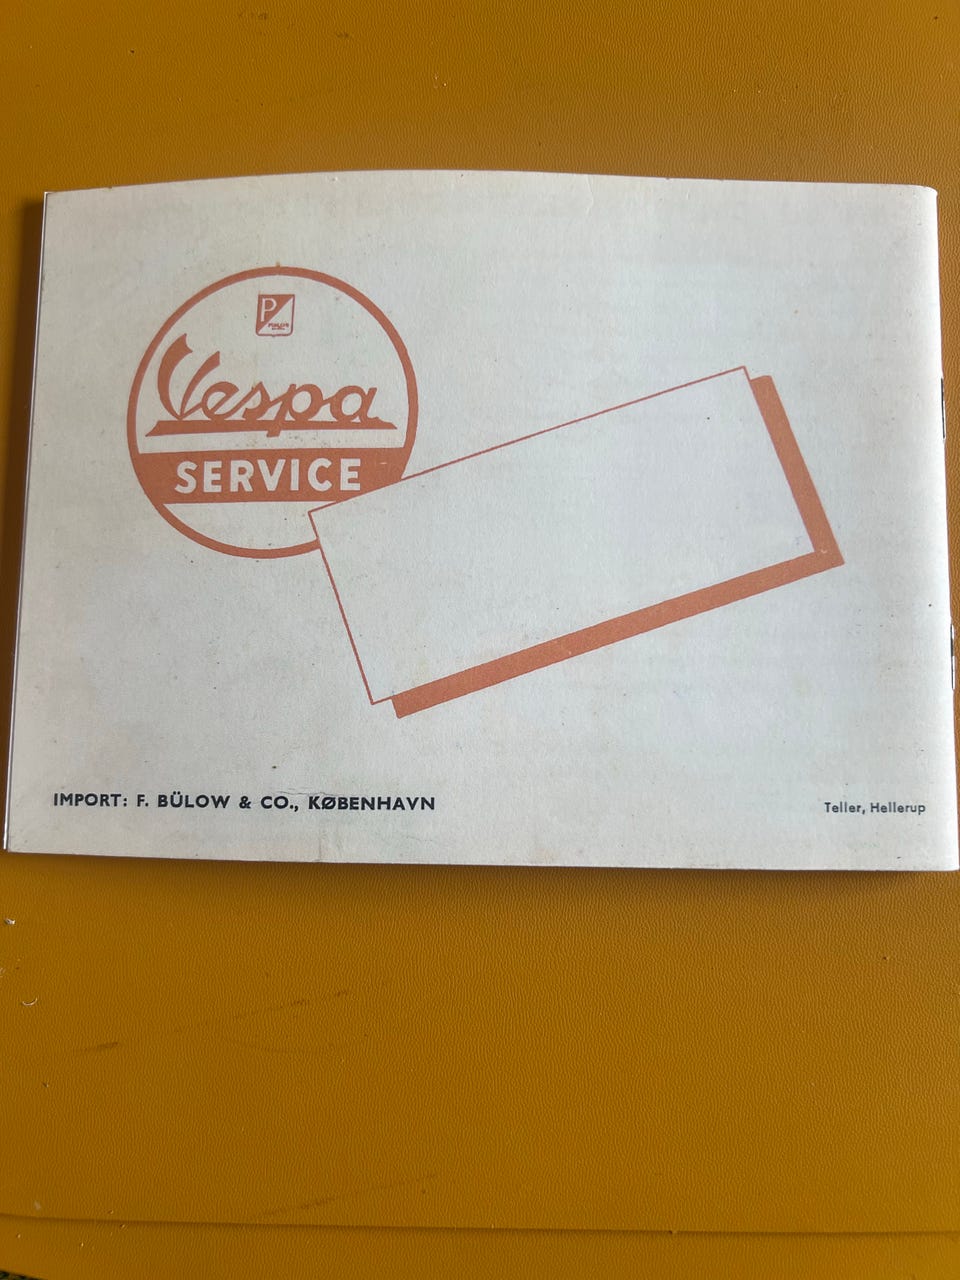 P
Vespa
SERVICE
IMPORT: F. BÜLOW & CO., KØBENHAVN
Teller, Hellerup